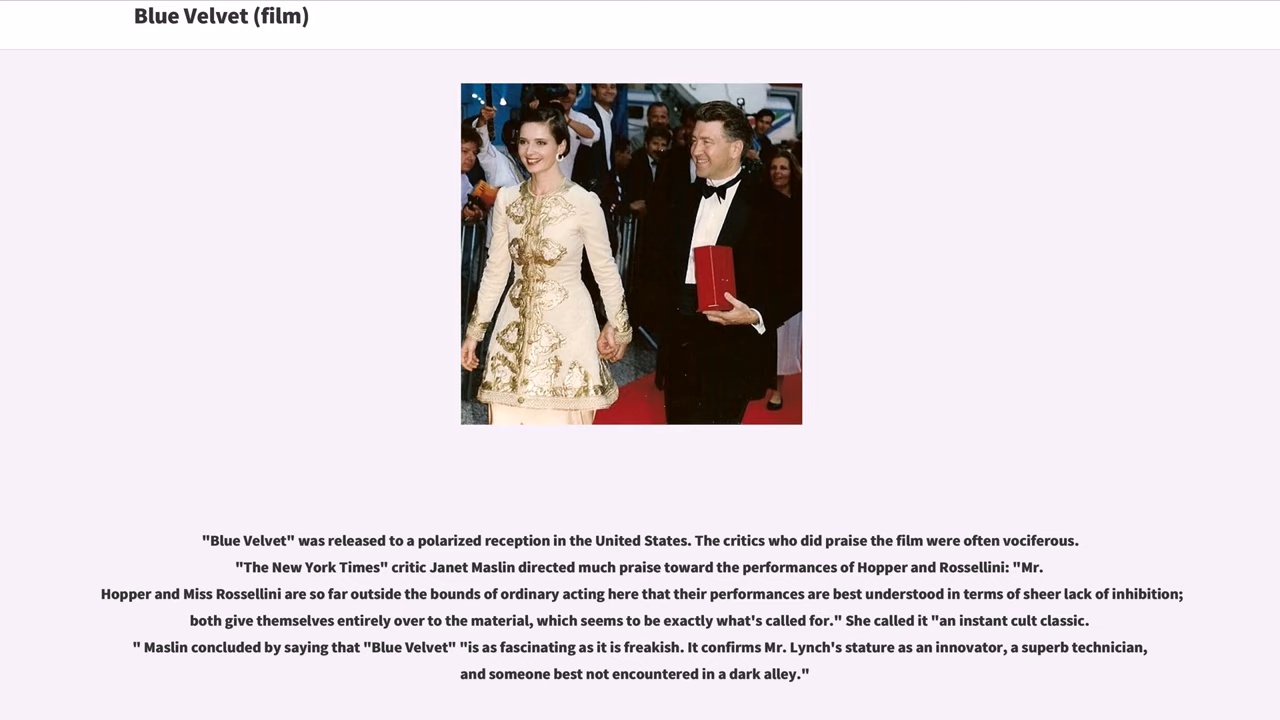 Blue Velvet (film)
"Blue Velvet" was released to a polarized reception in the United States. The critics who did praise the film were often vociferous.
"The New York Times" critic Janet Maslin directed much praise toward the performances of Hopper and Rossellini: "Mr.
Hopper and Miss Rossellini are so far outside the bounds of ordinary acting here that their performances are best understood in terms of sheer lack of inhibition;
both give themselves entirely over to the material, which seems to be exactly what's called for." She called it "an instant cult classic.
" Maslin concluded by saying that "Blue Velvet" "is as fascinating as it is freakish. It confirms Mr. Lynch's stature as an innovator, a superb technician,
and someone best not encountered in a dark alley."